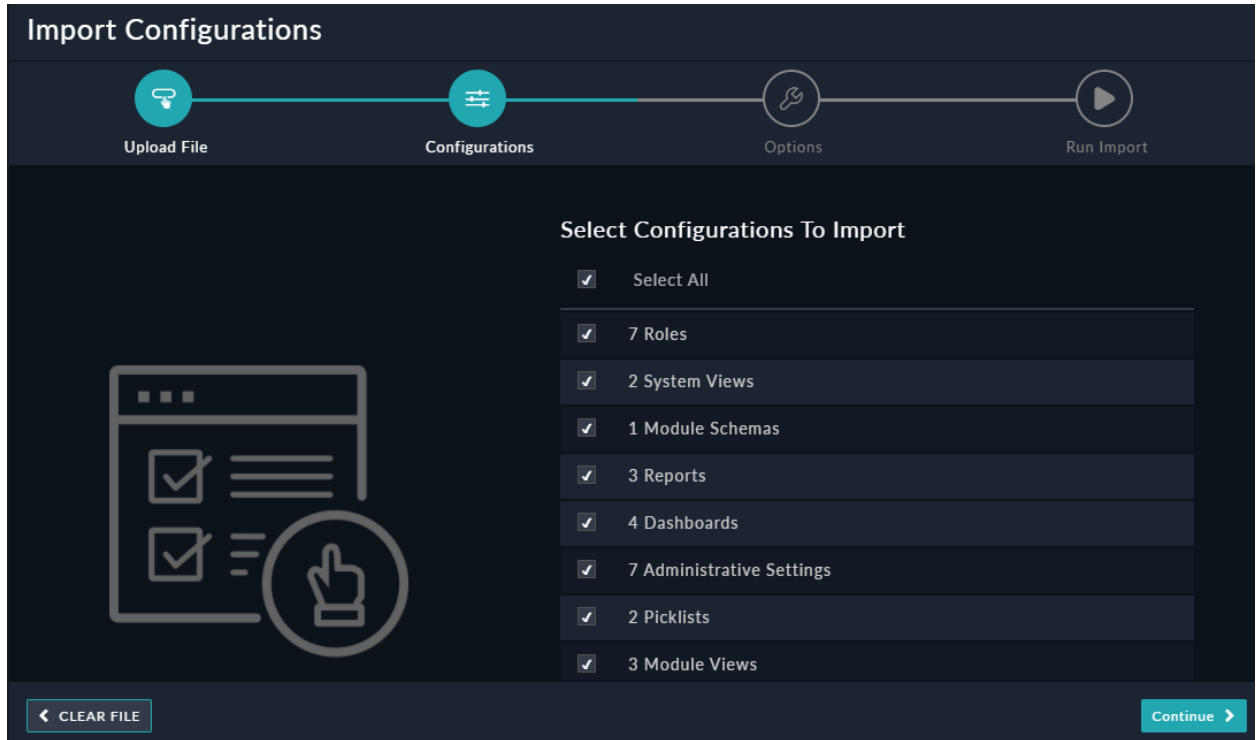 Import Configurations
Upload File
Configurations
Options
Run Import
Select Configurations To Import
Select All
7 Roles
2 System Views
1 Module Schemas
3 Reports
4 Dashboards
7 Administrative Settings
2 Picklists
3 Module Views
CLEAR FILE
Continue